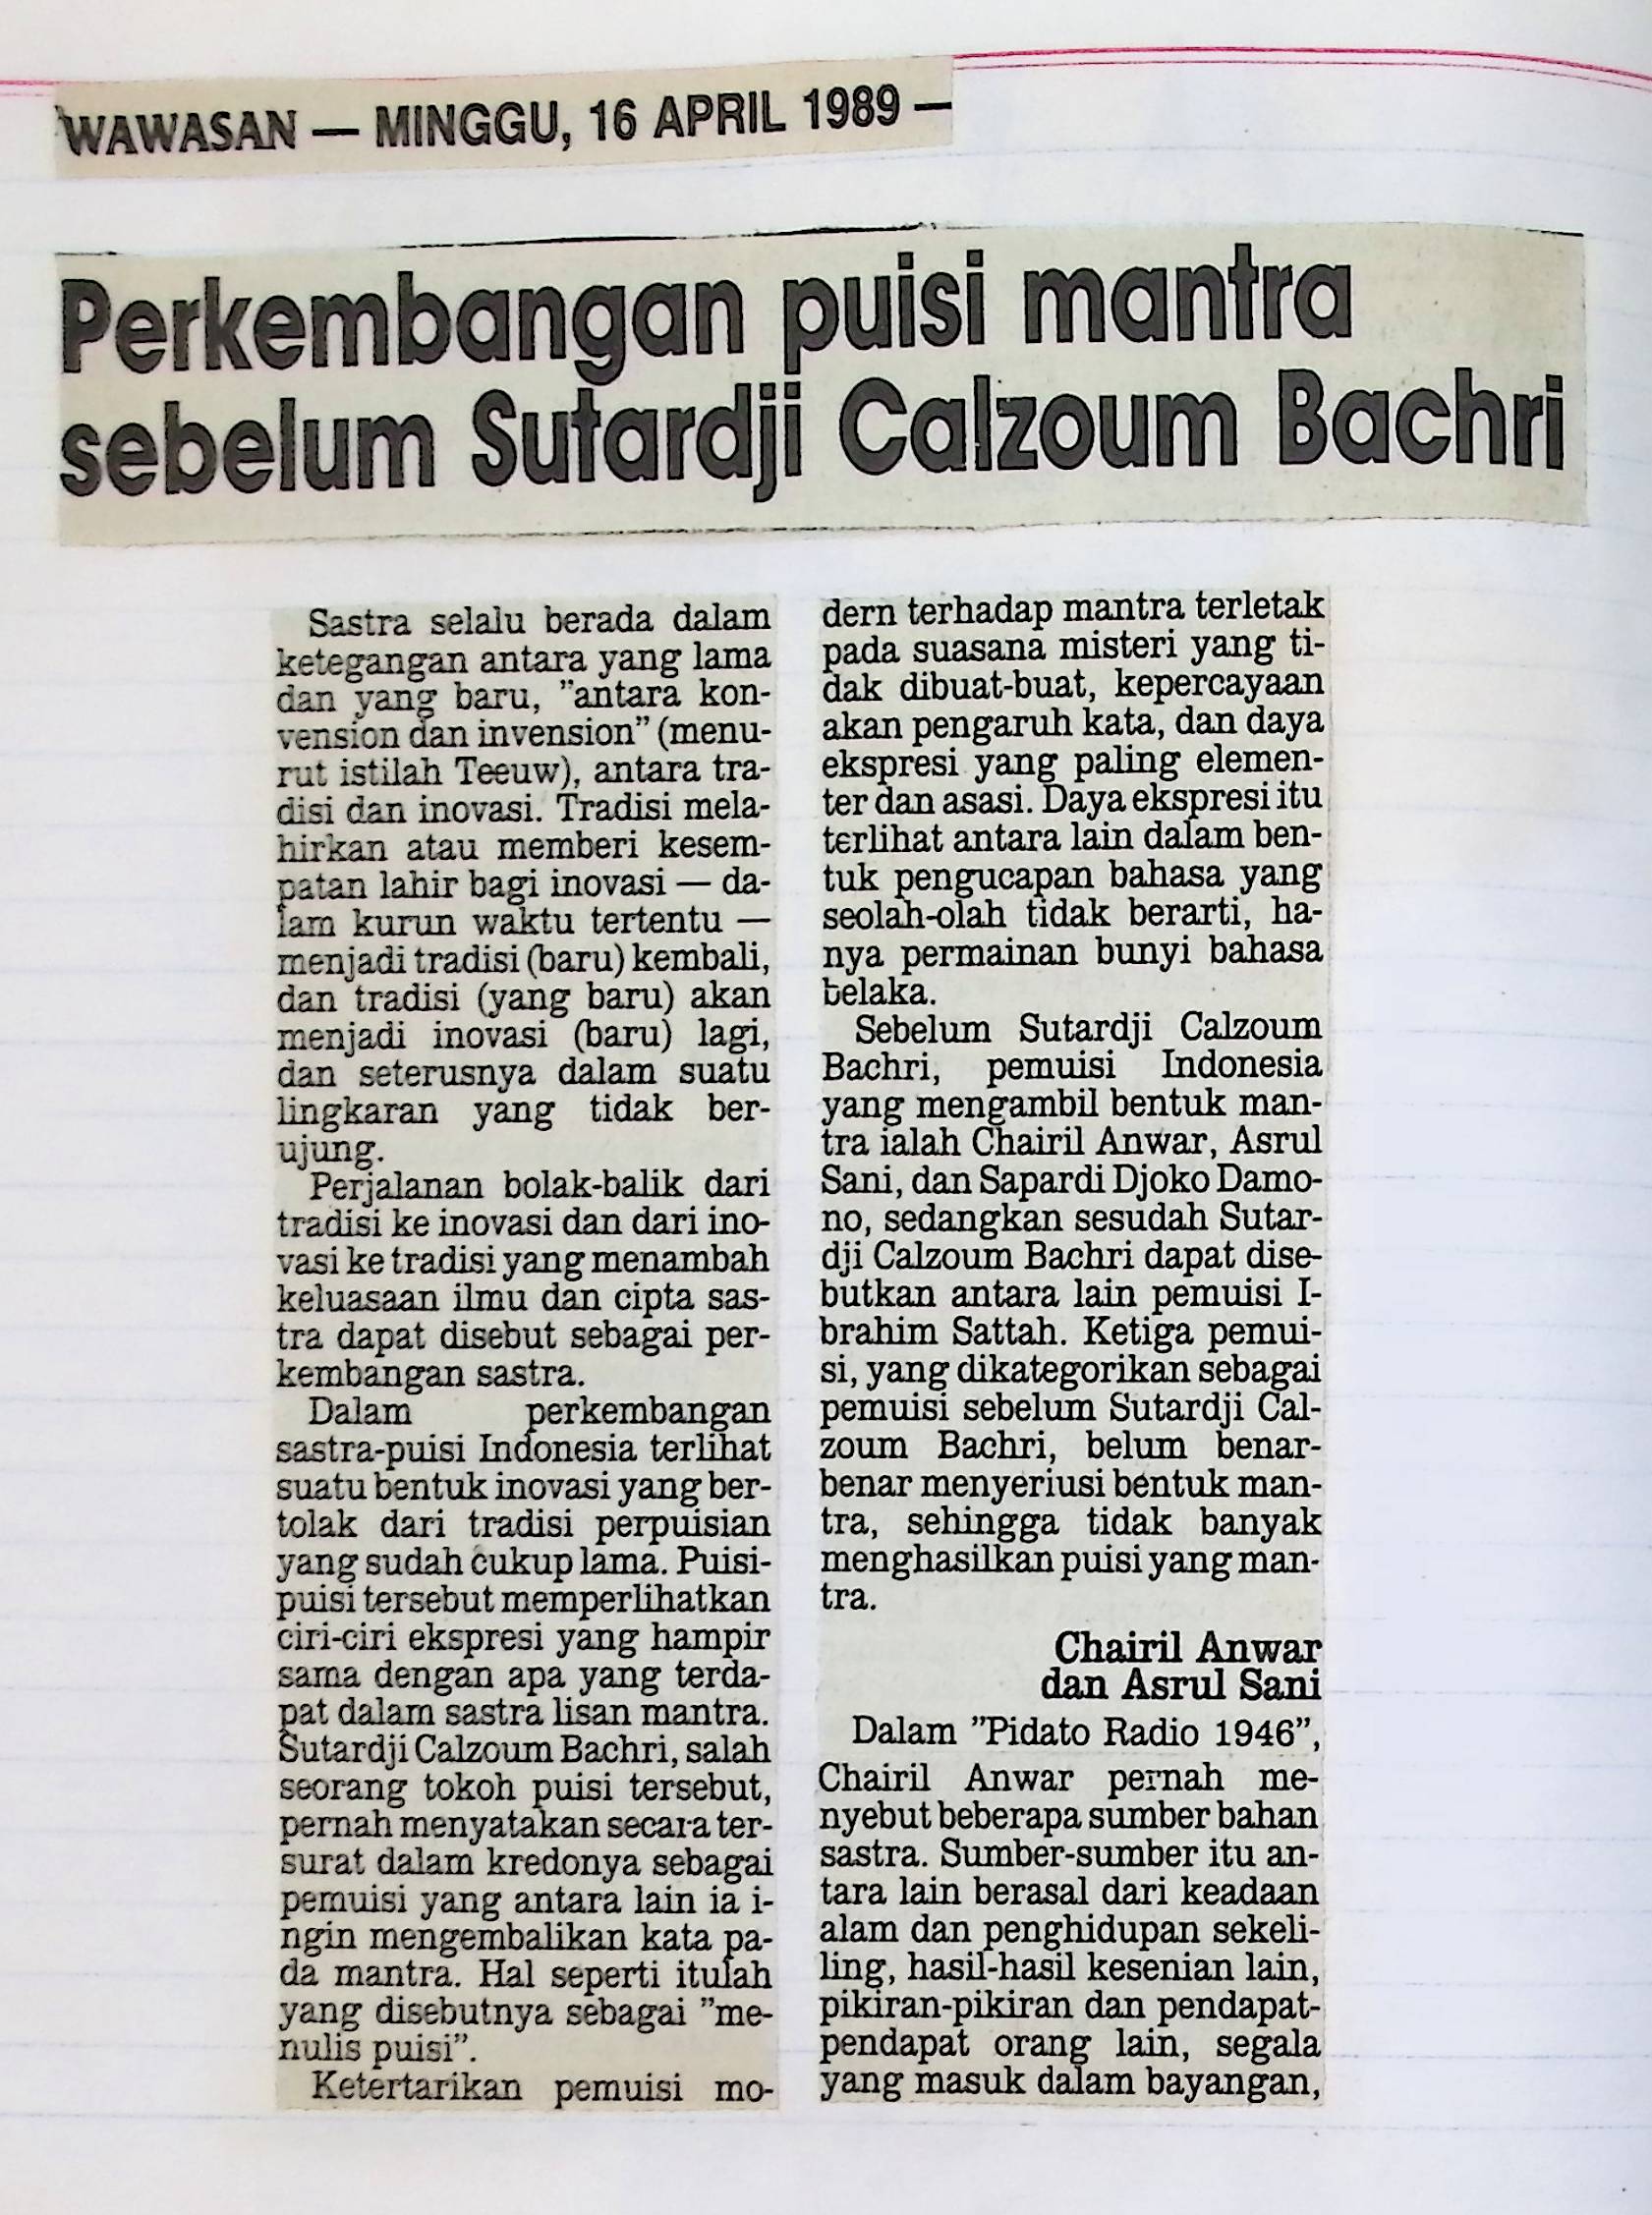 WAWASAN — MINGGU, 16 APRIL 1989 —
Perkembangan puisi mantra
sebelum Sutardji Calzoum Bachri
Sastra selalu berada dalam
ketegangan antara yang lama
dan yang baru, ”antara kon-
vension dan invension” (menu-
rut istilah Teeuw), antara tra-
disi dan inovasi. Tradisi mela-
hirkan atau memberi kesem-
patan lahir bagi inovasi — da-
lam kurun waktu tertentu —
menjadi tradisi (baru) kembali,
dan tradisi (yang baru) akan
menjadi inovasi (baru) lagi,
dan seterusnya dalam suatu
lingkaran yang tidak ber-
ujung.
Perjalanan bolak-balik dari
tradisi ke inovasi dan dari ino-
vasi ke tradisi yang menambah
keluasaan ilmu dan cipta sas-
tra dapat disebut sebagai per-
kembangan sastra.
Dalam perkembangan
sastra-puisi Indonesia terlihat
suatu bentuk inovasi yang ber-
tolak dari tradisi perpuisian
yang sudah cukup lama. Puisi-
puisi tersebut memperlihatkan
ciri-ciri ekspresi yang hampir
sama dengan apa yang terda-
pat dalam sastra lisan mantra.
Sutardji Calzoum Bachri, salah
seorang tokoh puisi tersebut,
pernah menyatakan secara ter-
surat dalam kredonya sebagai
pemuisi yang antara lain ia i-
ngin mengembalikan kata pa-
da mantra. Hal seperti itulah
yang disebutnya sebagai ”me-
nulis puisi”.
Ketertarikan pemuisi mo-
dern terhadap mantra terletak
pada suasana misteri yang ti-
dak dibuat-buat, kepercayaan
akan pengaruh kata, dan daya
ekspresi yang paling elemen-
ter dan asasi. Daya ekspresi itu
terlihat antara lain dalam ben-
tuk pengucapan bahasa yang
seolah-olah tidak berarti, ha-
nya permainan bunyi bahasa
belaka.
Sebelum Sutardji Calzoum
Bachri, pemuisi Indonesia
yang mengambil bentuk man-
tra ialah Chairil Anwar, Asrul
Sani, dan Sapardi Djoko Damo-
no, sedangkan sesudah Sutar-
dji Calzoum Bachri dapat dise-
butkan antara lain pemuisi I-
brahim Sattah. Ketiga pemui-
si, yang dikategorikan sebagai
pemuisi sebelum Sutardji Cal-
zoum Bachri, belum benar-
benar menyeriusi bentuk man-
tra, sehingga tidak banyak
menghasilkan puisi yang man-
tra.
Chairil Anwar
dan Asrul Sani
Dalam ”Pidato Radio 1946”,
Chairil Anwar pernah me-
nyebut beberapa sumber bahan
sastra. Sumber-sumber itu an-
tara lain berasal dari keadaan
alam dan penghidupan sekeli-
ling, hasil-hasil kesenian lain,
pikiran-pikiran dan pendapat-
pendapat orang lain, segala
yang masuk dalam bayangan,